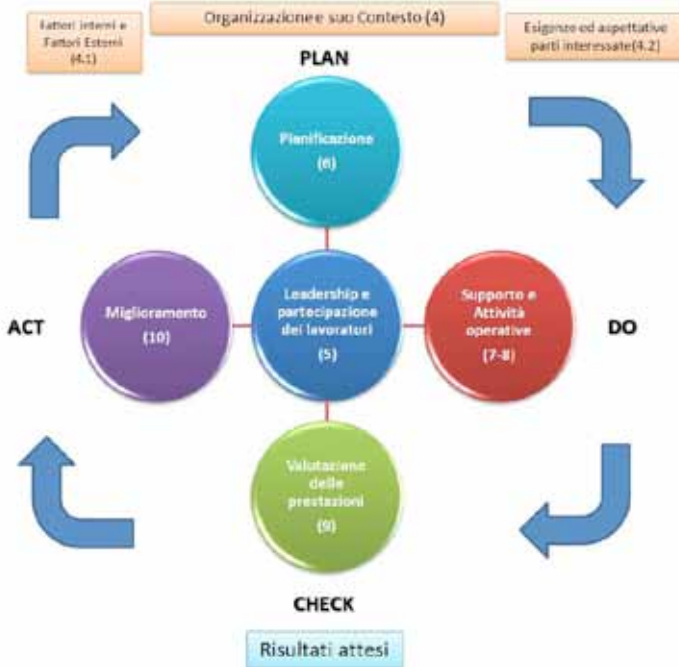 Organizzazione e suo Contesto (4)
Fattori Interni e
Fattori Esterni
(4.1)
Esigenze ed aspettative
parti interessate(4.2)
PLAN
Pianificazione
(6)
ACT
Miglioramento
(10)
Leadership e
partecipazione
dei lavoratori
(5)
Supporto e
Attività
operative
(7-8)
DO
Valutazione
delle
prestazioni
(9)
CHECK
Risultati attesi